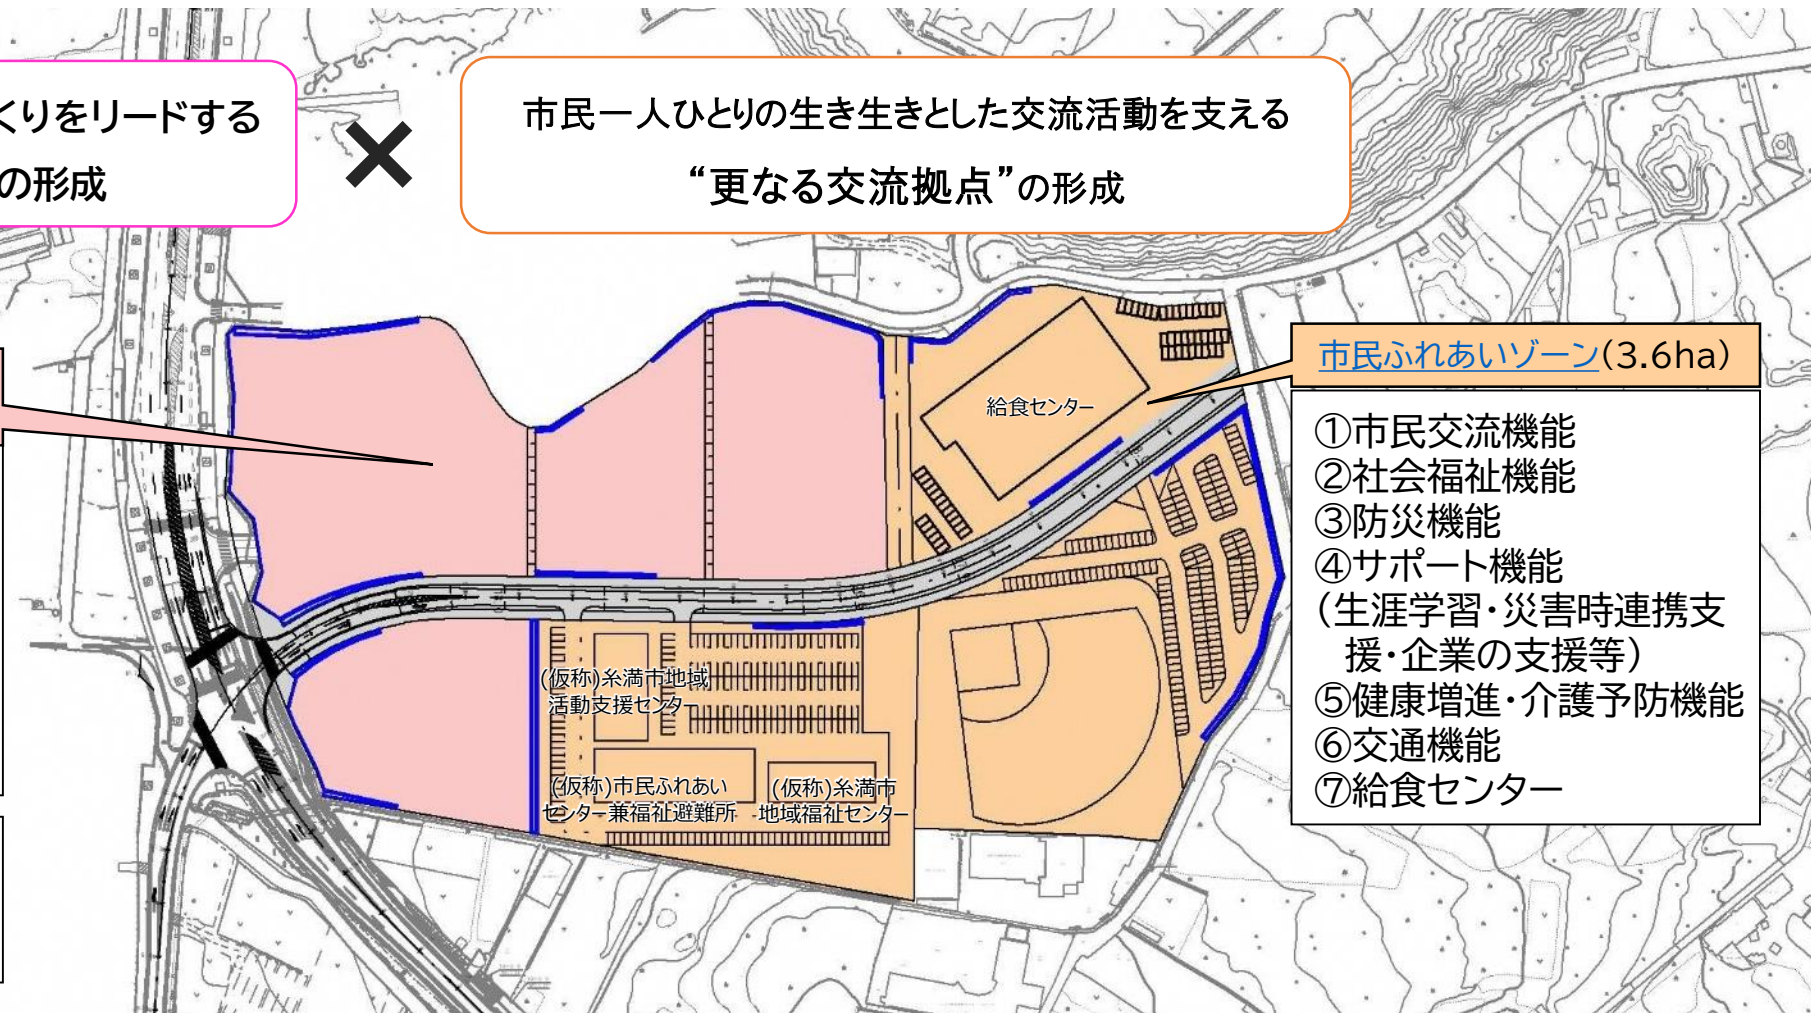 くりをリードする
の形成
市民一人ひとりの生き生きとした交流活動を支える
“更なる交流拠点”の形成
市民ふれあいゾーン(3.6ha)
①市民交流機能
②社会福祉機能
③防災機能
④サポート機能
（生涯学習・災害時連携支
援・企業の支援等）
⑤健康増進・介護予防機能
⑥交通機能
⑦給食センター
給食センター
(仮称)糸満市地域
活動支援センター
(仮称)市民ふれあい
センター兼福祉避難所
(仮称)糸満市
地域福祉センター